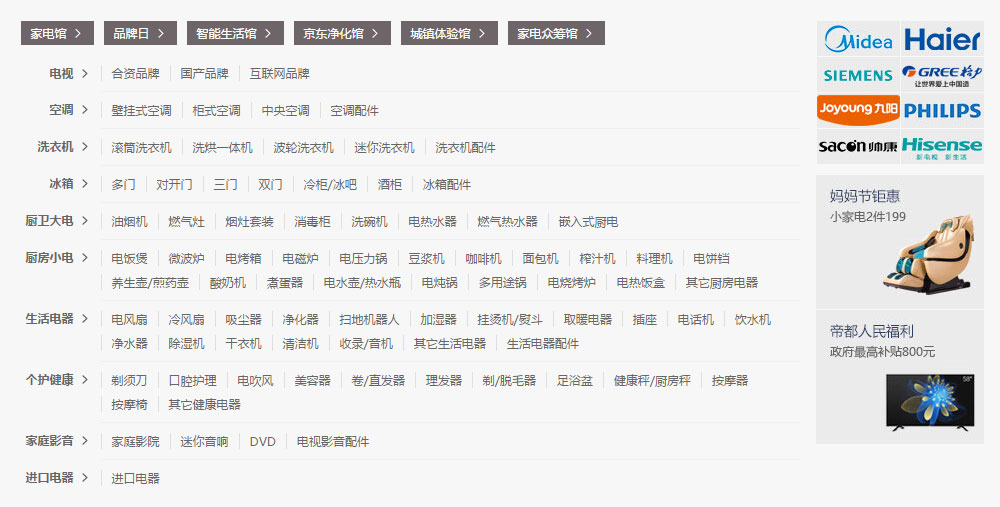 家电馆 品牌日 智能生活馆 京东净化馆 城镇体验馆 家电众筹馆
电视 合资品牌 国产品牌 互联网品牌
空调 壁挂式空调 柜式空调 中央空调 空调配件
洗衣机 滚筒洗衣机 洗烘一体机 波轮洗衣机 迷你洗衣机 洗衣机配件
冰箱 多门 对开门 三门 双门 冷柜/冰吧 酒柜 冰箱配件
厨卫大电 油烟机 燃气灶 烟灶套装 消毒柜 洗碗机 电热水器 燃气热水器 嵌入式厨电
厨房小电 电饭煲 微波炉 电烤箱 电磁炉 电压力锅 豆浆机 咖啡机 面包机 榨汁机 料理机 电饼铛
养生壶/煎药壶 酸奶机 煮蛋器 电水壶/热水瓶 电炖锅 多用途锅 电烧烤炉 电热饭盒 其它厨房电器
生活电器 电风扇 冷风扇 吸尘器 净化器 扫地机器人 加湿器 挂烫机/熨斗 取暖电器 插座 电话机 饮水机
净水器 除湿机 干衣机 清洁机 收录/音机 其它生活电器 生活电器配件
个护健康 剃须刀 口腔护理 电吹风 美容器 卷/直发器 理发器 剃/脱毛器 足浴盆 健康秤/厨房秤 按摩器
按摩椅 其它健康电器
家庭影音 家庭影院 迷你音响 DVD 电视影音配件
进口电器 进口电器
Midea Haier
SIEMENS GREE格力
让世界爱上中国造
Joyoung九阳 PHILIPS
sacon帅康 Hisense
新电视 新生活
妈妈节钜惠
小家电2件199
帝都人民福利
政府最高补贴800元
58"